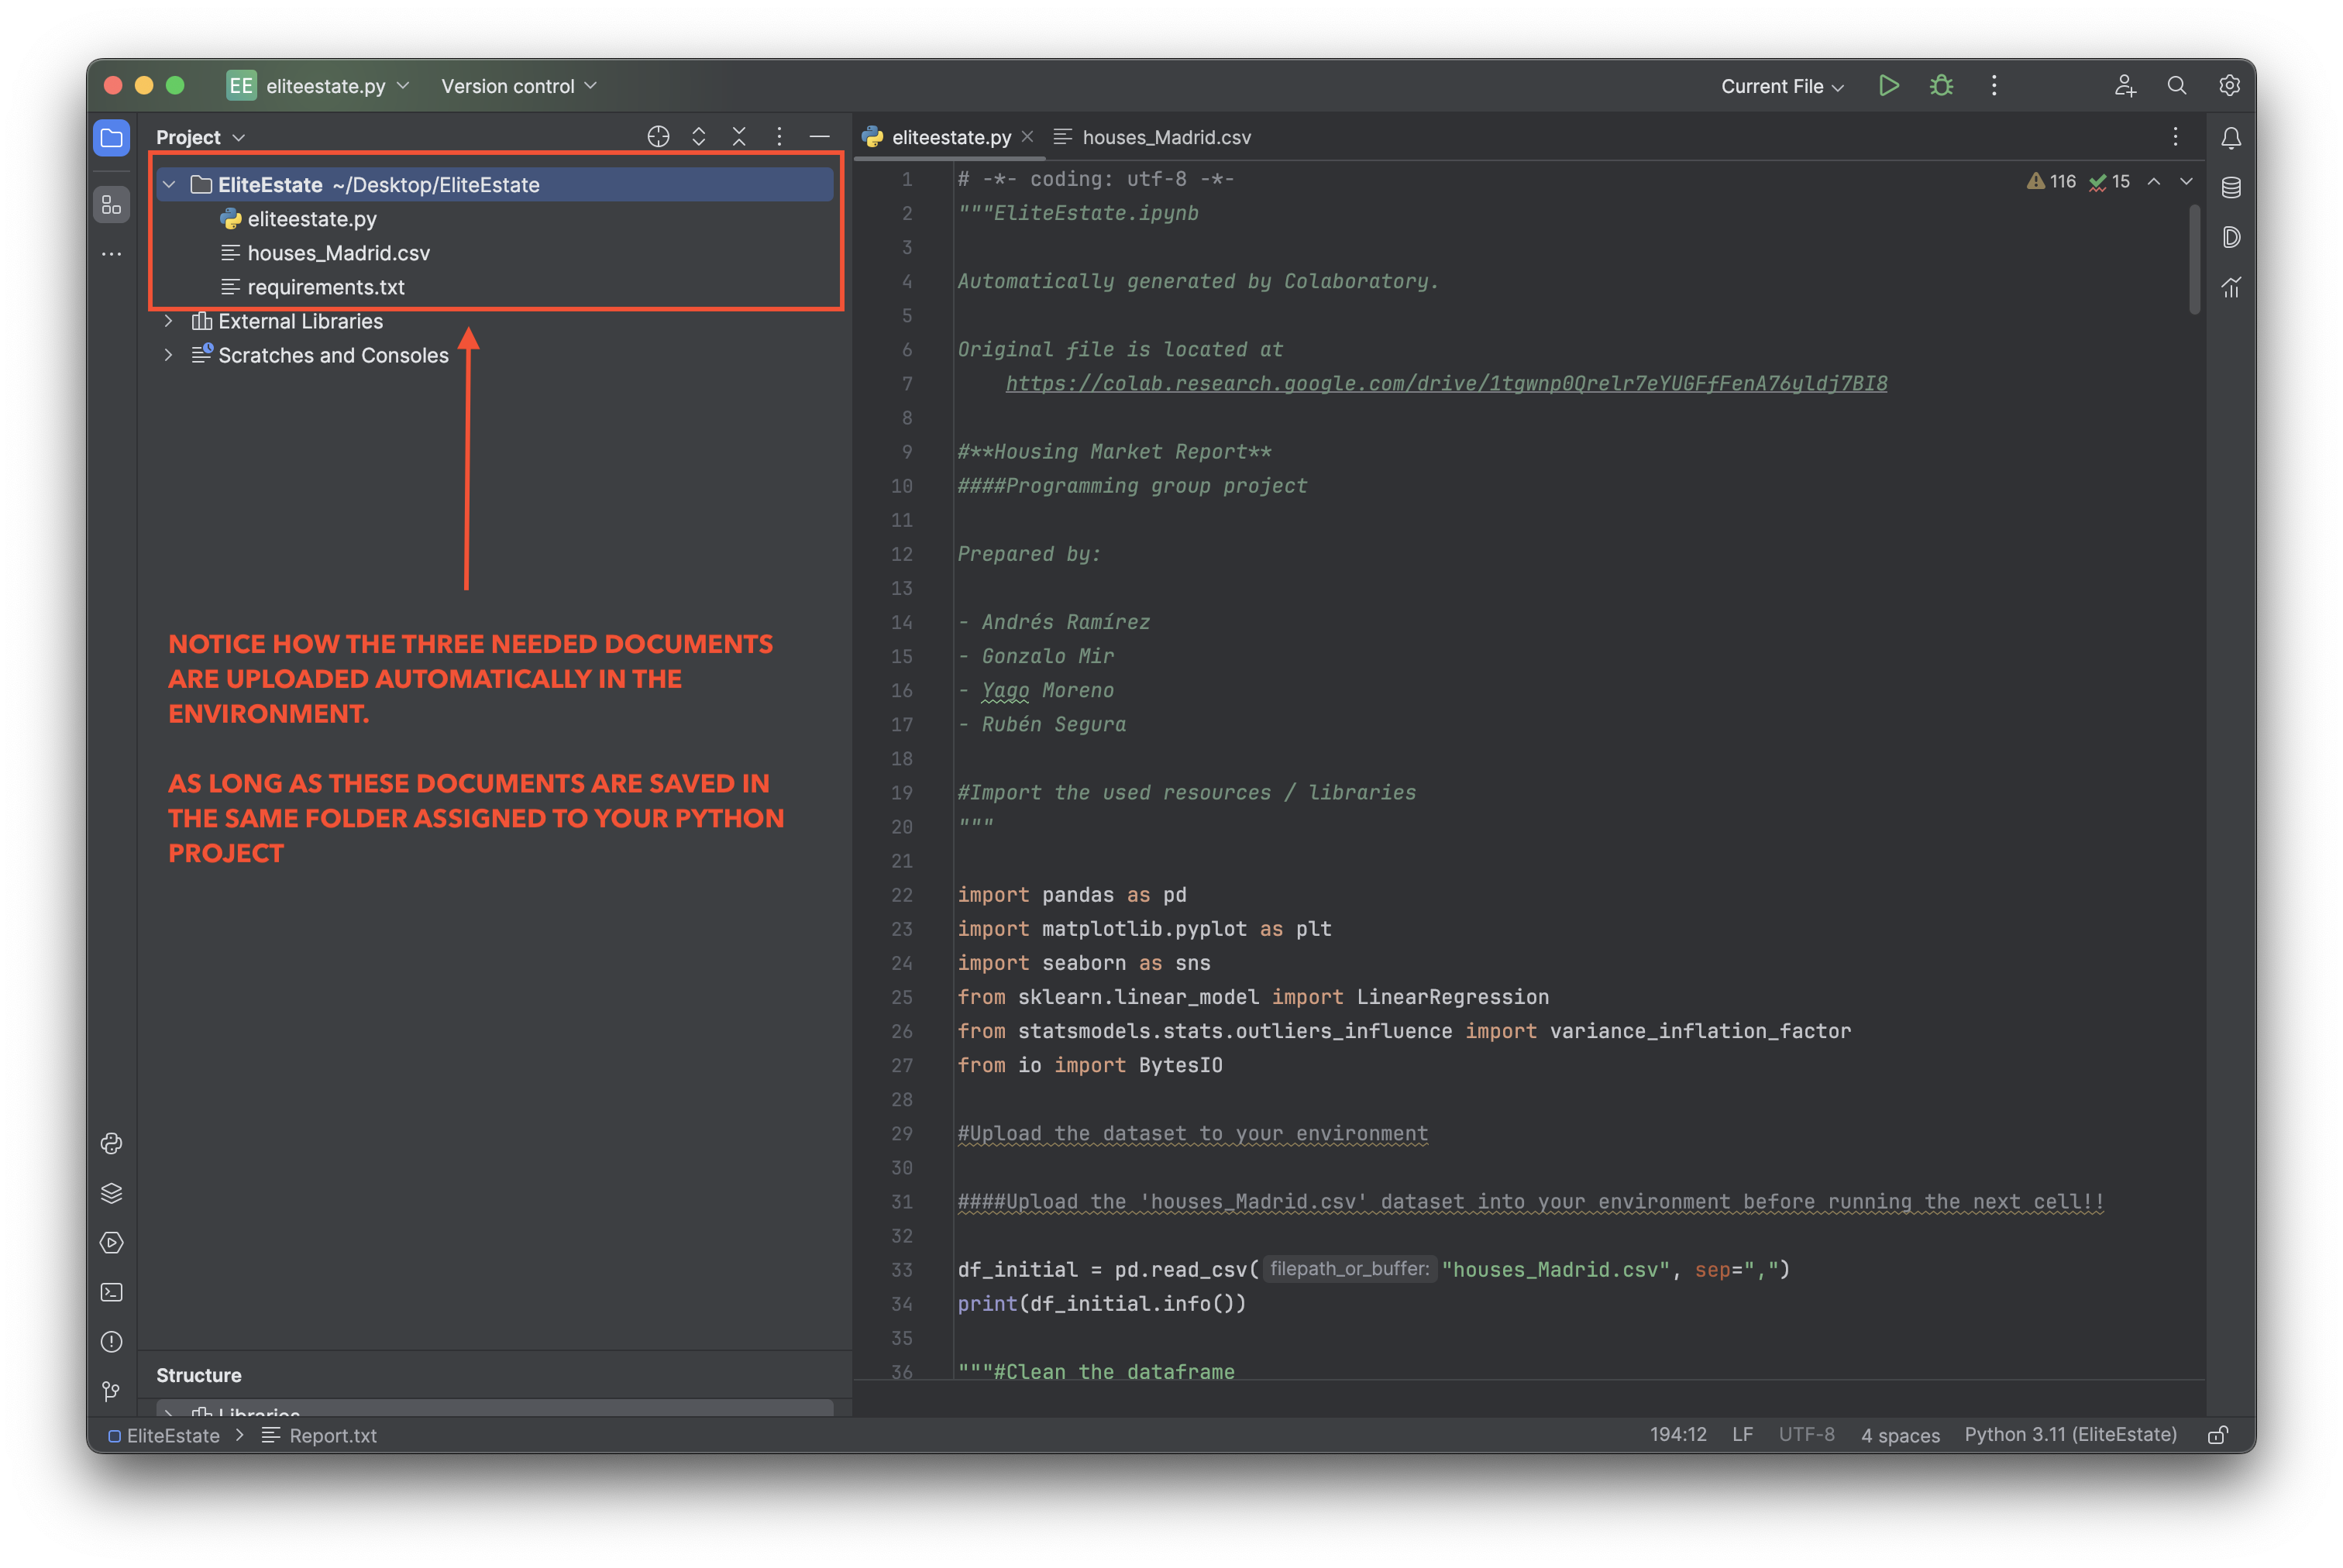 EE eliteestate.py Version control Current File
Project
EliteEstate ~/Desktop/EliteEstate
eliteestate.py
houses_Madrid.csv
requirements.txt
External Libraries
Scratches and Consoles
NOTICE HOW THE THREE NEEDED DOCUMENTS
ARE UPLOADED AUTOMATICALLY IN THE
ENVIRONMENT.
AS LONG AS THESE DOCUMENTS ARE SAVED IN
THE SAME FOLDER ASSIGNED TO YOUR PYTHON
PROJECT
Structure
Libraries
eliteestate.py houses_Madrid.csv
116 15
1 # -*- coding: utf-8 -*-
2 """EliteEstate.ipynb
3
4 Automatically generated by Colaboratory.
5
6 Original file is located at
7 https://colab.research.google.com/drive/1tgwnp0Qrelr7eYUGFfFenA76yldj7BI8
8
9 #**Housing Market Report**
10 ####Programming group project
11
12 Prepared by:
13
14 - Andrés Ramírez
15 - Gonzalo Mir
16 - Yago Moreno
17 - Rubén Segura
18
19 #Import the used resources / libraries
20 """
21
22 import pandas as pd
23 import matplotlib.pyplot as plt
24 import seaborn as sns
25 from sklearn.linear_model import LinearRegression
26 from statsmodels.stats.outliers_influence import variance_inflation_factor
27 from io import BytesIO
28
29 #Upload the dataset to your environment
30
31 ####Upload the 'houses_Madrid.csv' dataset into your environment before running the next cell!!
32
33 df_initial = pd.read_csv( filepath_or_buffer: "houses_Madrid.csv", sep=",")
34 print(df_initial.info())
35
36 """#Clean the dataframe
EliteEstate > Report.txt 194:12 LF UTF-8 4 spaces Python 3.11 (EliteEstate)